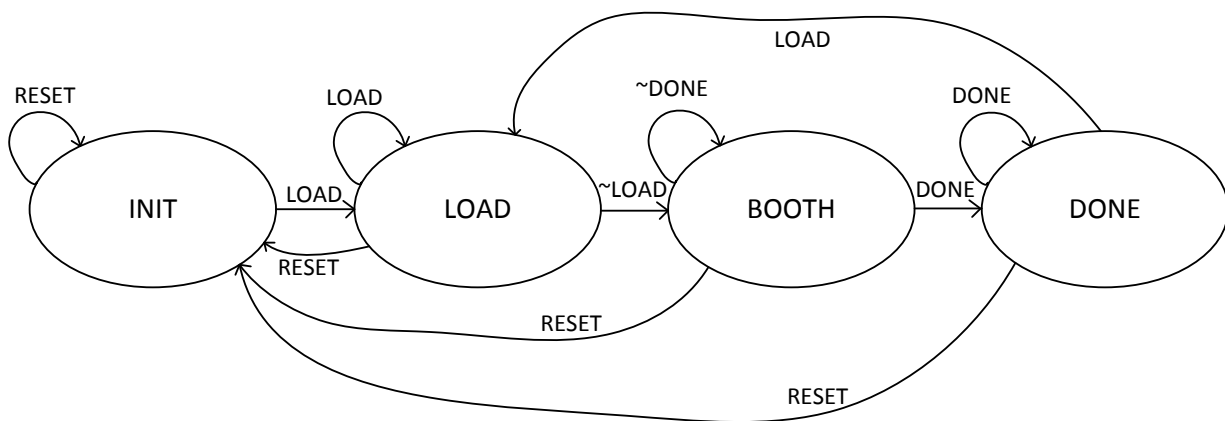 LOAD
RESET
LOAD
~DONE
DONE
INIT
LOAD
LOAD
~LOAD
BOOTH
DONE
DONE
RESET
RESET
RESET